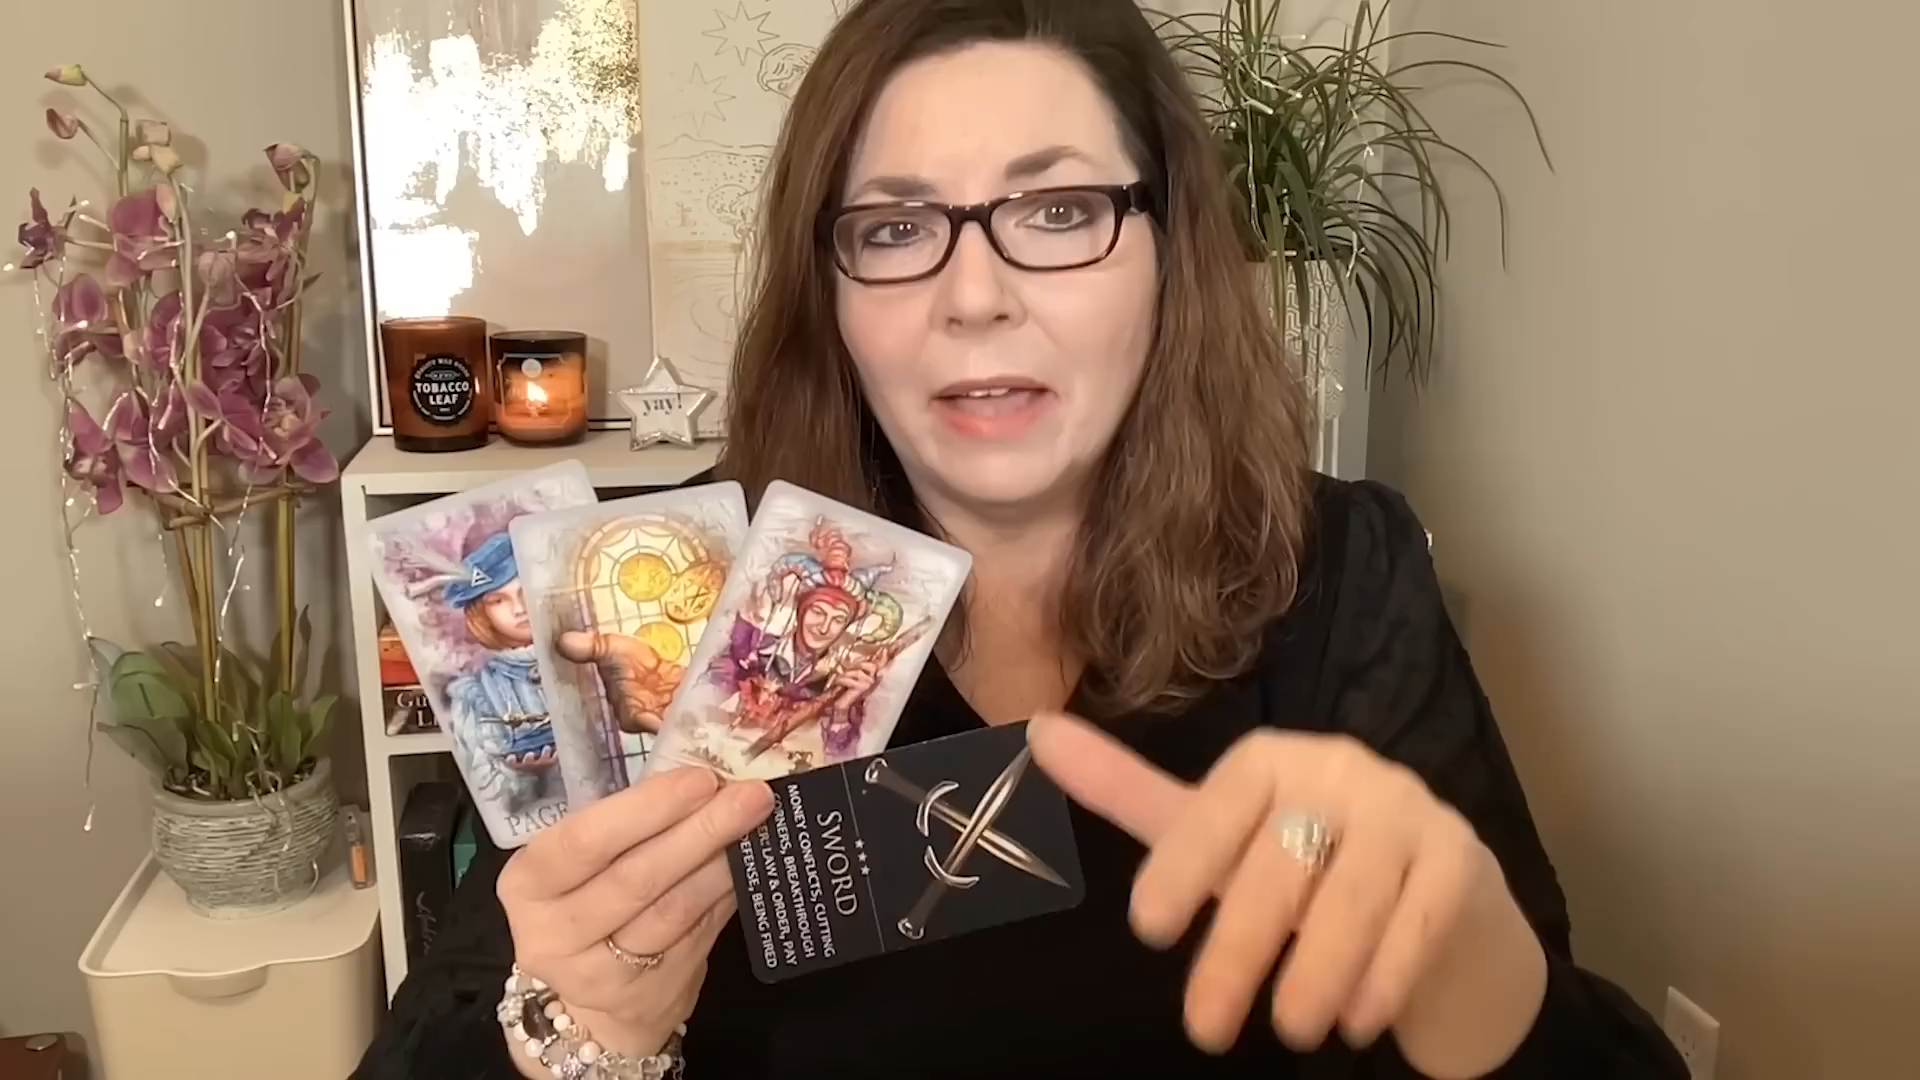 TOBACCO
LEAF
yay!
PAGE
SWORD
MONEY CONFLICTS, CUTTING
CORNERS, BREAKTHROUGH
LAW & ORDER, PAY
DEFENSE, BEING FIRED